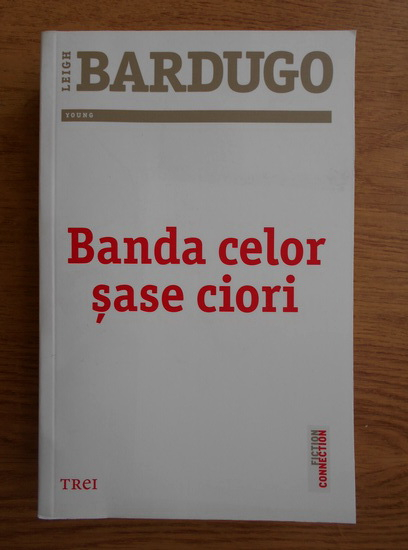 LEIGH
BARDUGO
YOUNG
Banda celor
șase ciori
FICTION
CONNECTION
TREI